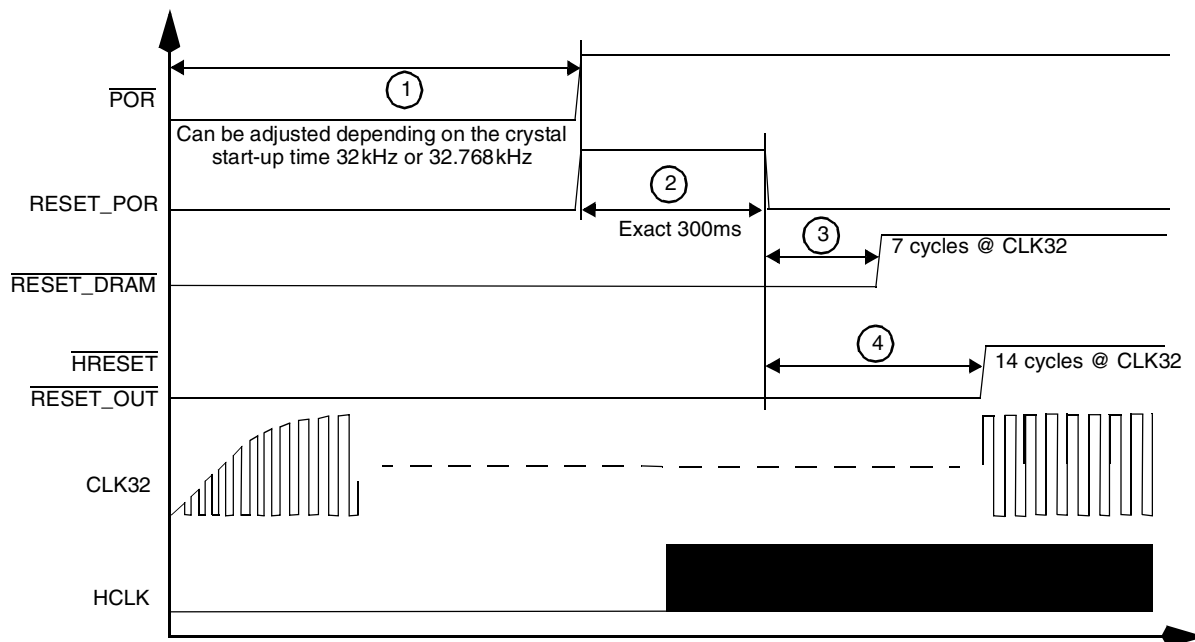 1
POR
Can be adjusted depending on the crystal
start-up time 32kHz or 32.768kHz
2
RESET_POR
Exact 300ms
3
7 cycles @ CLK32
RESET_DRAM
4
HRESET
14 cycles @ CLK32
RESET_OUT
CLK32
HCLK